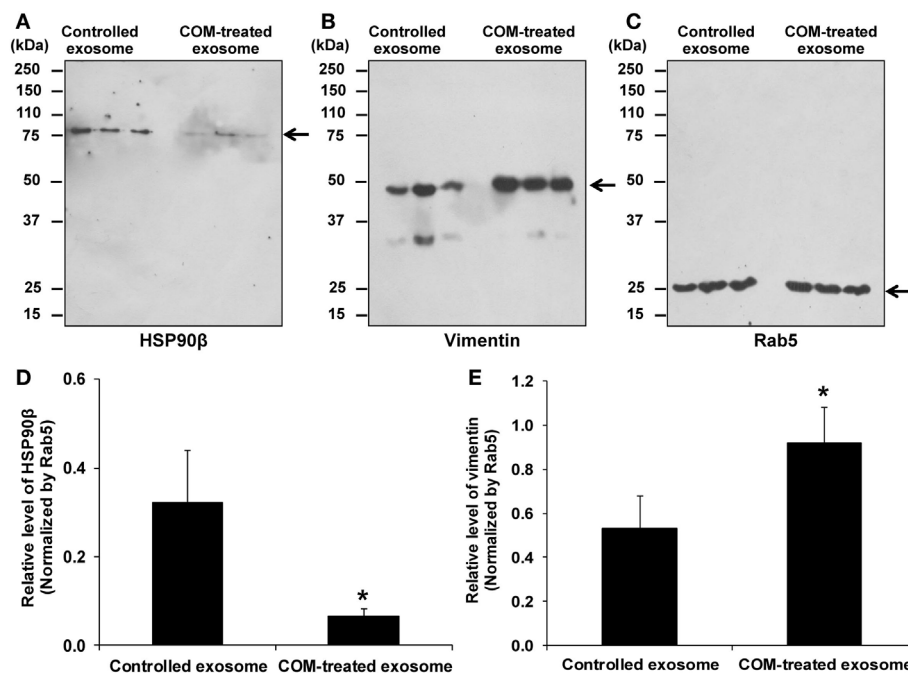 A
B
C
(kDa)
Controlled exosome
COM-treated exosome
250
150
110
75
50
37
25
15
HSP90β
(kDa)
Controlled exosome
COM-treated exosome
250
150
110
75
50
37
25
15
Vimentin
(kDa)
Controlled exosome
COM-treated exosome
250
150
110
75
50
37
25
15
Rab5
D
Relative level of HSP90β
(Normalized by Rab5)
0.6
0.4
0.2
0.0
*
Controlled exosome
COM-treated exosome
E
Relative level of vimentin
(Normalized by Rab5)
1.2
1.0
0.8
0.6
0.4
0.2
0.0
*
Controlled exosome
COM-treated exosome